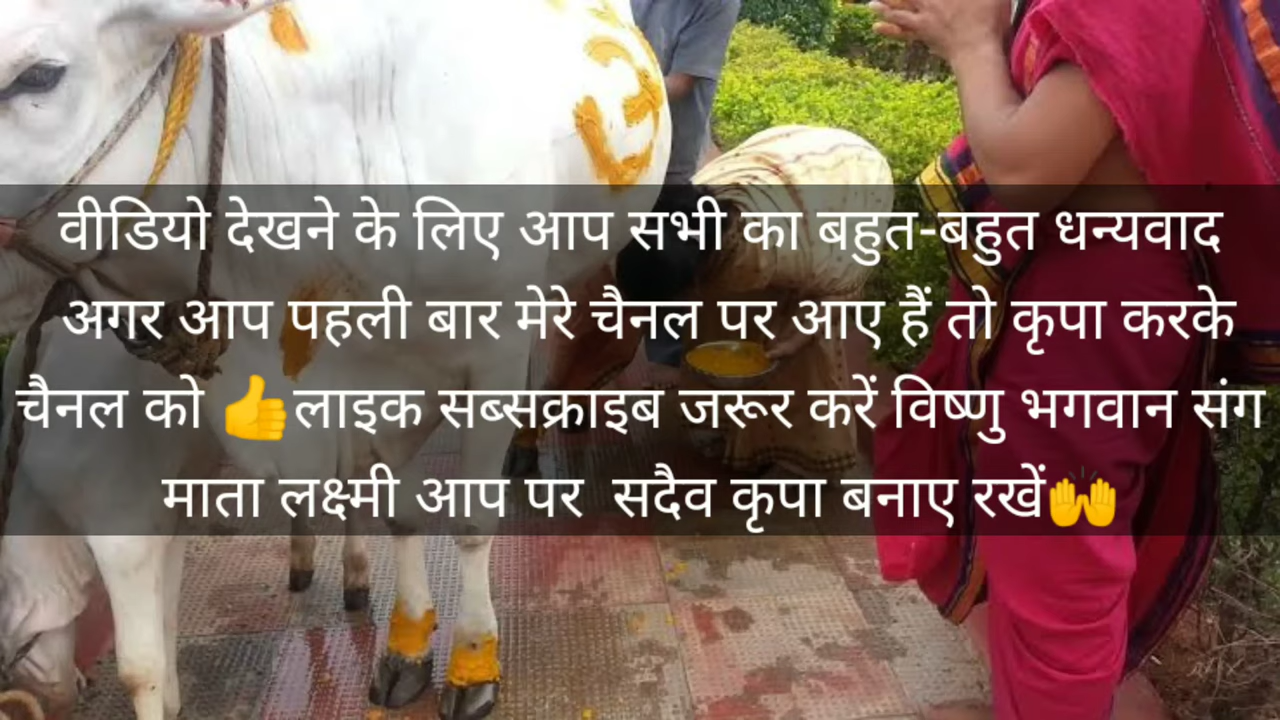 वीडियो देखने के लिए आप सभी का बहुत-बहुत धन्यवाद
अगर आप पहली बार मेरे चैनल पर आए हैं तो कृपा करके
चैनल को 👍लाइक सब्सक्राइब जरूर करें विष्णु भगवान संग
माता लक्ष्मी आप पर सदैव कृपा बनाए रखें🙌